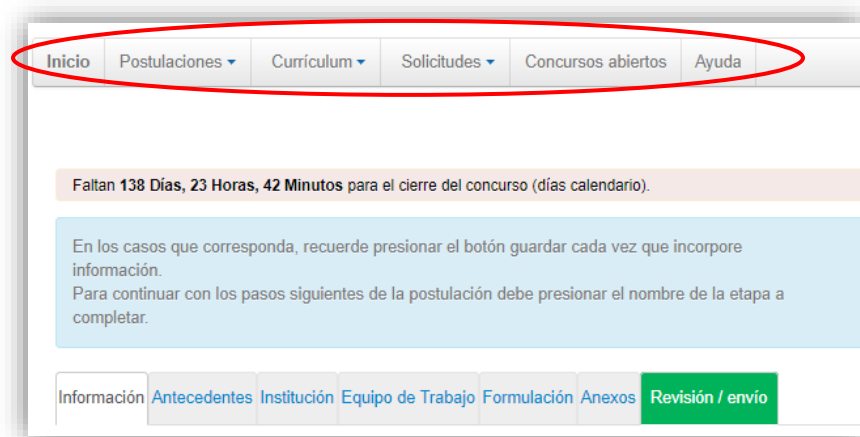 Inicio Postulaciones Currículum Solicitudes Concursos abiertos Ayuda
Faltan 138 Días, 23 Horas, 42 Minutos para el cierre del concurso (días calendario).
En los casos que corresponda, recuerde presionar el botón guardar cada vez que incorpore
información.
Para continuar con los pasos siguientes de la postulación debe presionar el nombre de la etapa a
completar.
Información Antecedentes Institución Equipo de Trabajo Formulación Anexos Revisión / envío